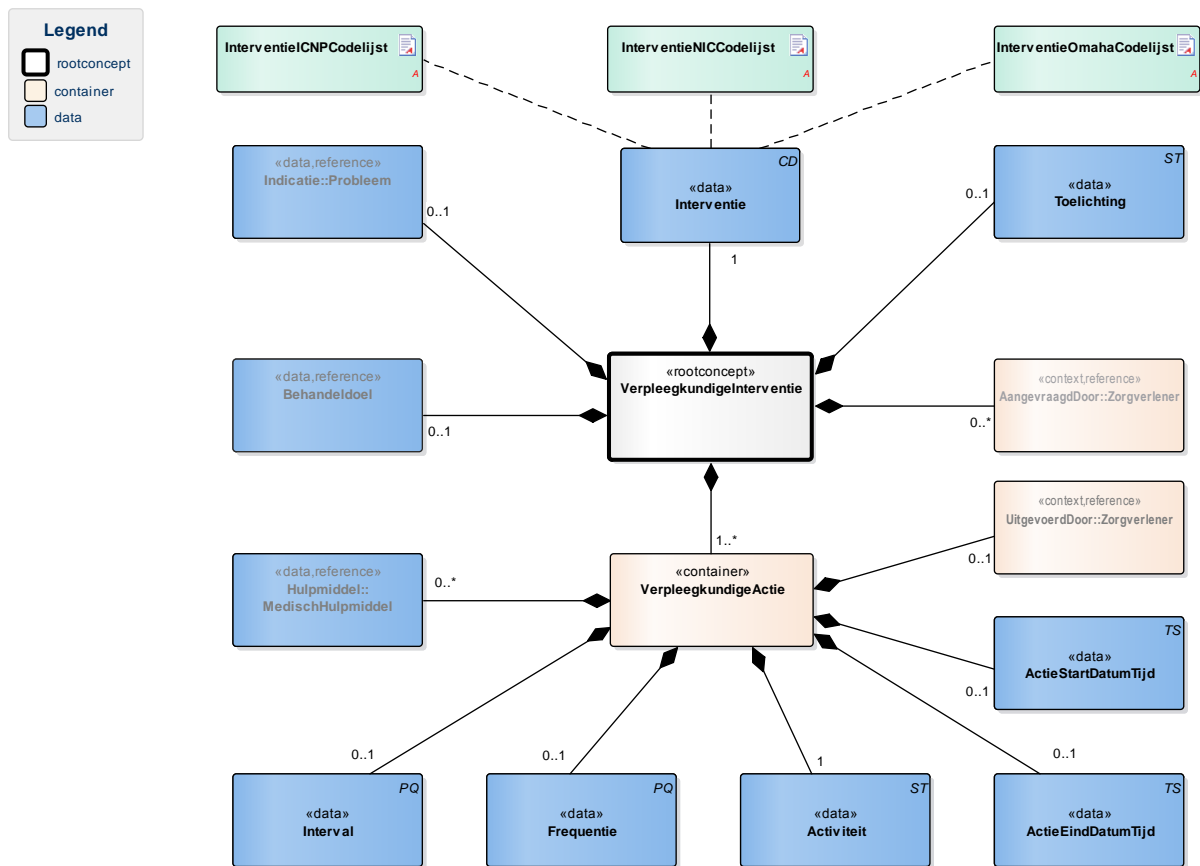 Legend
rootconcept
container
data
InterventieICNPCodelijst
A
InterventieNICCodelijst
A
InterventieOmahaCodelijst
A
«data,reference»
Indicatie::Probleem
0..1
CD
«data»
Interventie
1
ST
«data»
Toelichting
0..1
«data,reference»
Behandeldoel
0..1
«rootconcept»
VerpleegkundigeInterventie
«context,reference»
AangevraagdDoor::Zorgverlener
0..*
1..*
«context,reference»
UitgevoerdDoor::Zorgverlener
0..1
«data,reference»
Hulpmiddel::
MedischHulpmiddel
0..*
«container»
VerpleegkundigeActie
TS
«data»
ActieStartDatumTijd
0..1
0..1
PQ
«data»
Interval
0..1
PQ
«data»
Frequentie
1
ST
«data»
Activiteit
0..1
TS
«data»
ActieEindDatumTijd